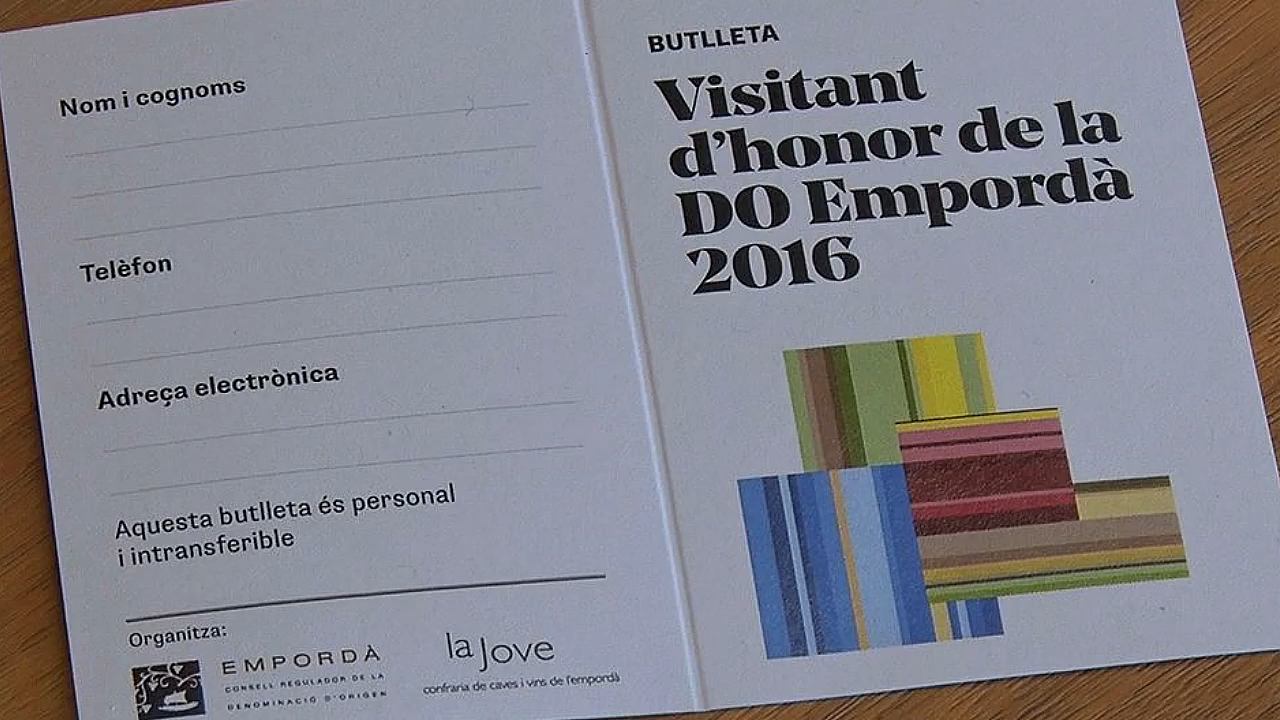 Nom i cognoms
Telèfon
Adreça electrònica
Aquesta butlleta és personal
i intransferible
Organitza:
EMPORDÀ
CONSELL REGULADOR DE LA
DENOMINACIÓ D'ORIGEN
la Jove
confraria de caves i vins de l'empordà
BUTLLETA
Visitant
d'honor de la
DO Empordà
2016